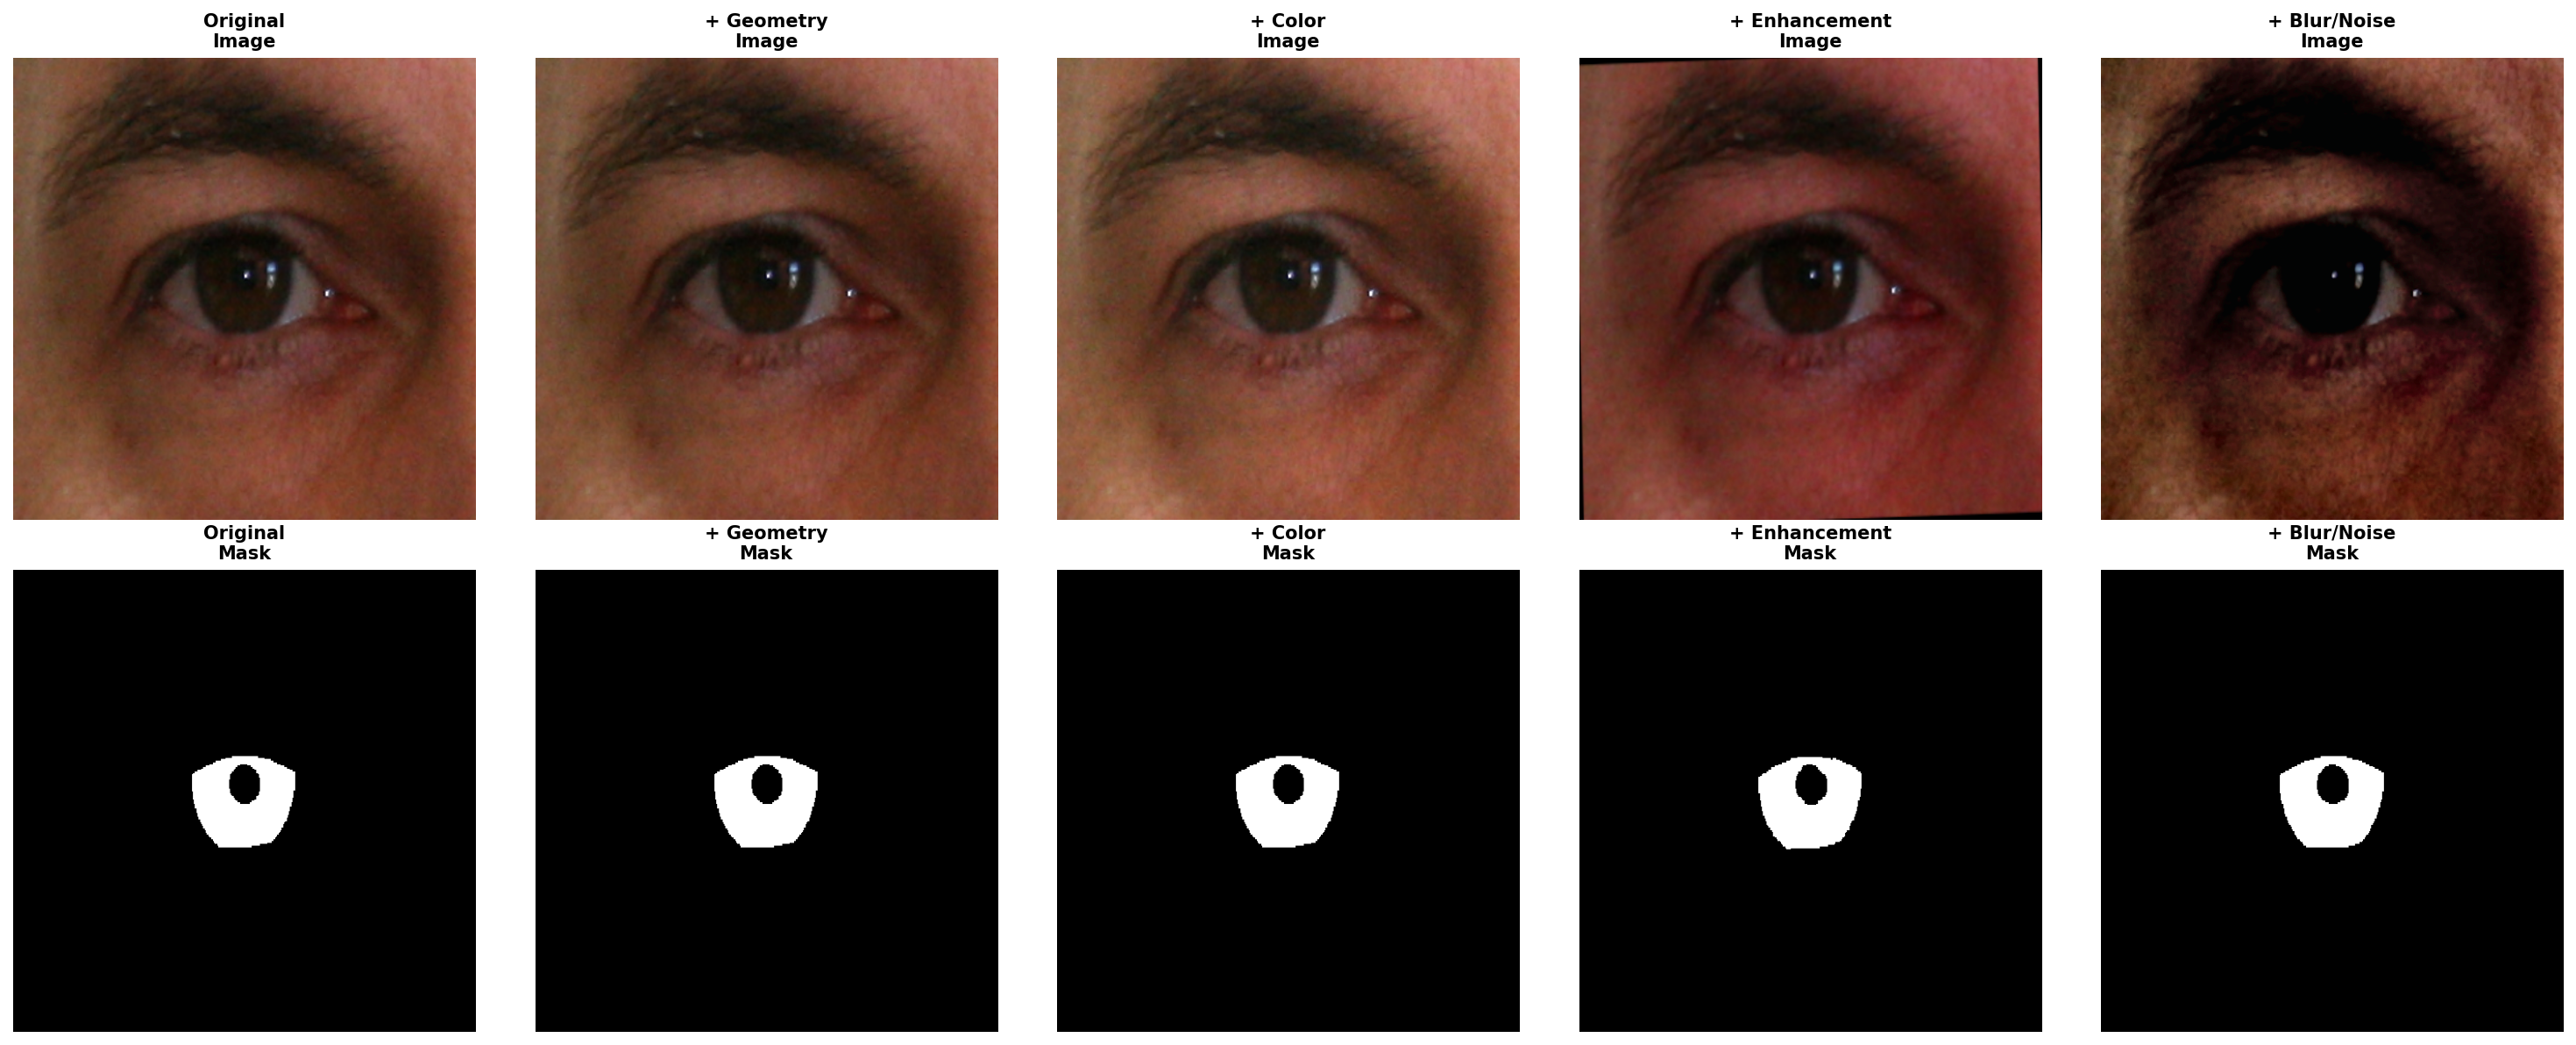 Original
Image
+ Geometry
Image
+ Color
Image
+ Enhancement
Image
+ Blur/Noise
Image
Original
Mask
+ Geometry
Mask
+ Color
Mask
+ Enhancement
Mask
+ Blur/Noise
Mask